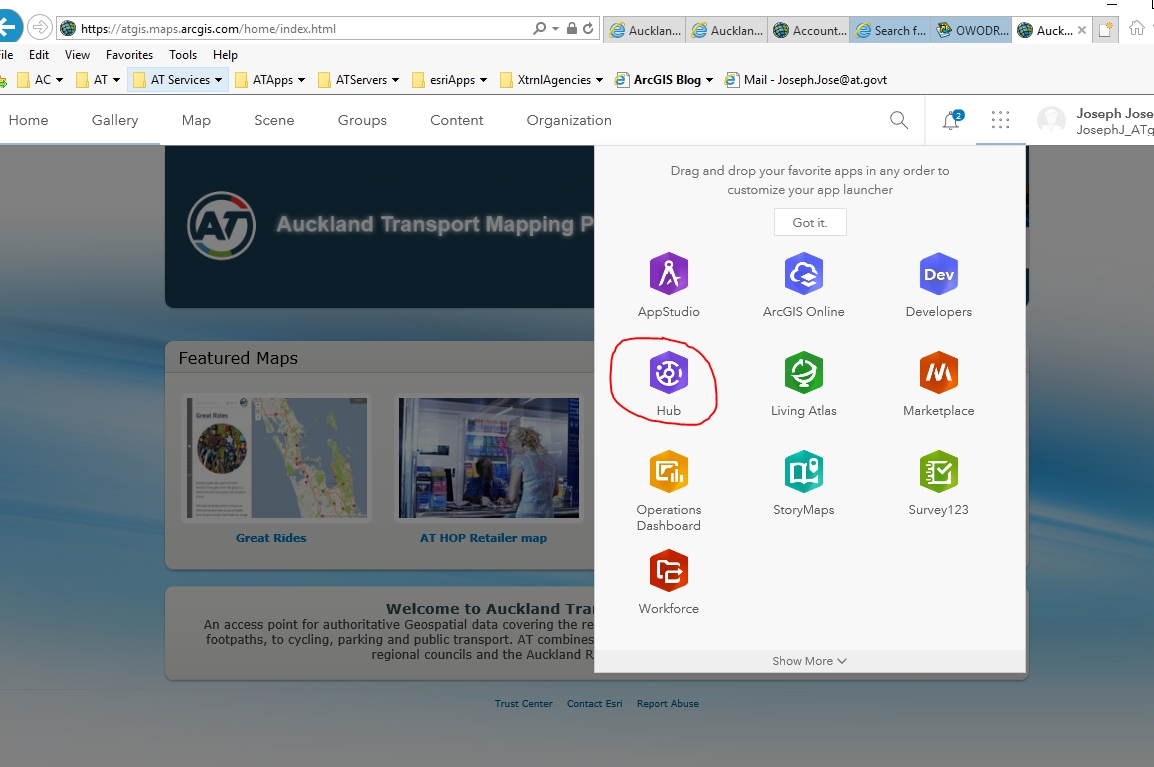 https://atgis.maps.arcgis.com/home/index.html
Aucklan...
Aucklan...
Account...
Search f...
OWODR...
Auck...
File Edit View Favorites Tools Help
AC AT AT Services ATApps ATServers esriApps XtrnlAgencies ArcGIS Blog Mail - Joseph.Jose@at.govt
Home Gallery Map Scene Groups Content Organization
2
Joseph Jose
JosephJ_ATg
Drag and drop your favorite apps in any order to
customize your app launcher
Got it.
AT
Auckland Transport Mapping P
AppStudio
ArcGIS Online
Dev
Developers
Hub
Living Atlas
Marketplace
Operations
Dashboard
StoryMaps
Survey123
Workforce
Show More
Featured Maps
Great Rides
Great Rides
AT HOP Retailer map
Welcome to Auckland Tra
An access point for authoritative Geospatial data covering the re
footpaths, to cycling, parking and public transport. AT combines
regional councils and the Auckland R
Trust Center Contact Esri Report Abuse